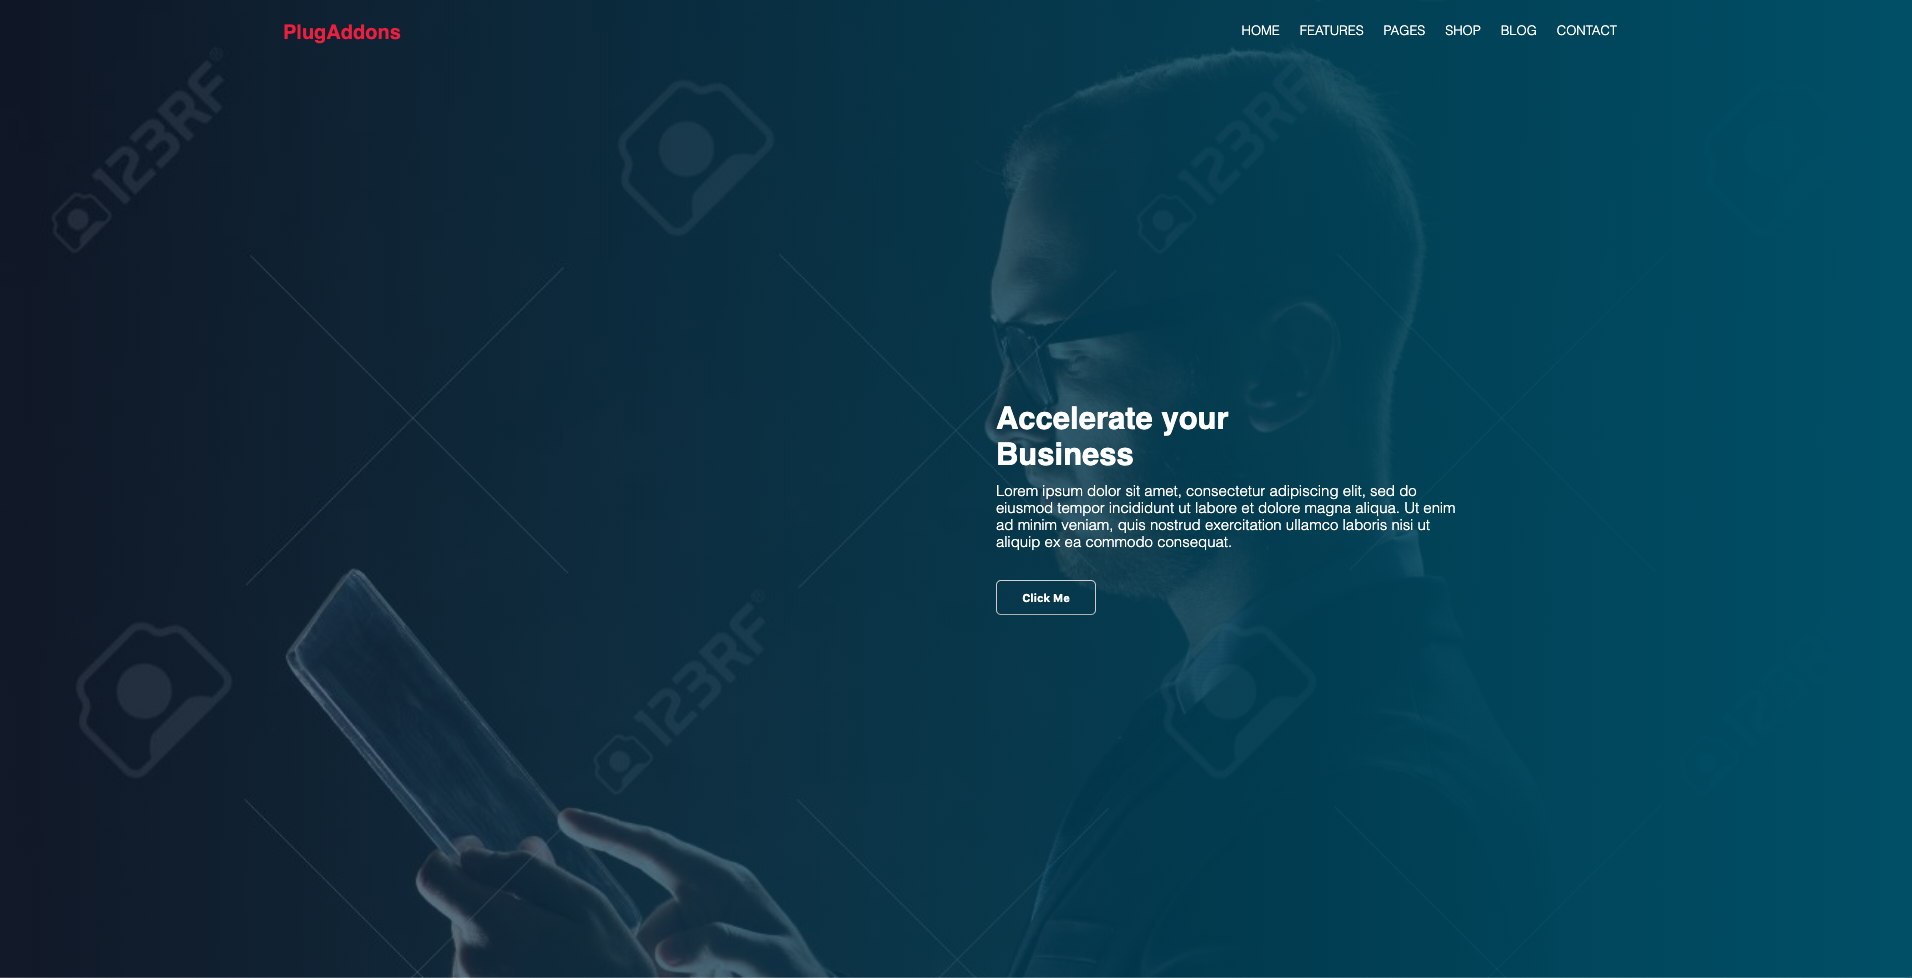 PlugAddons
HOME FEATURES PAGES SHOP BLOG CONTACT
123RF®
123RF
Accelerate your
Business
Lorem ipsum dolor sit amet, consectetur adipiscing elit, sed do
eiusmod tempor incididunt ut labore et dolore magna aliqua. Ut enim
ad minim veniam, quis nostrud exercitation ullamco laboris nisi ut
aliquip ex ea commodo consequat.
Click Me
123RF®